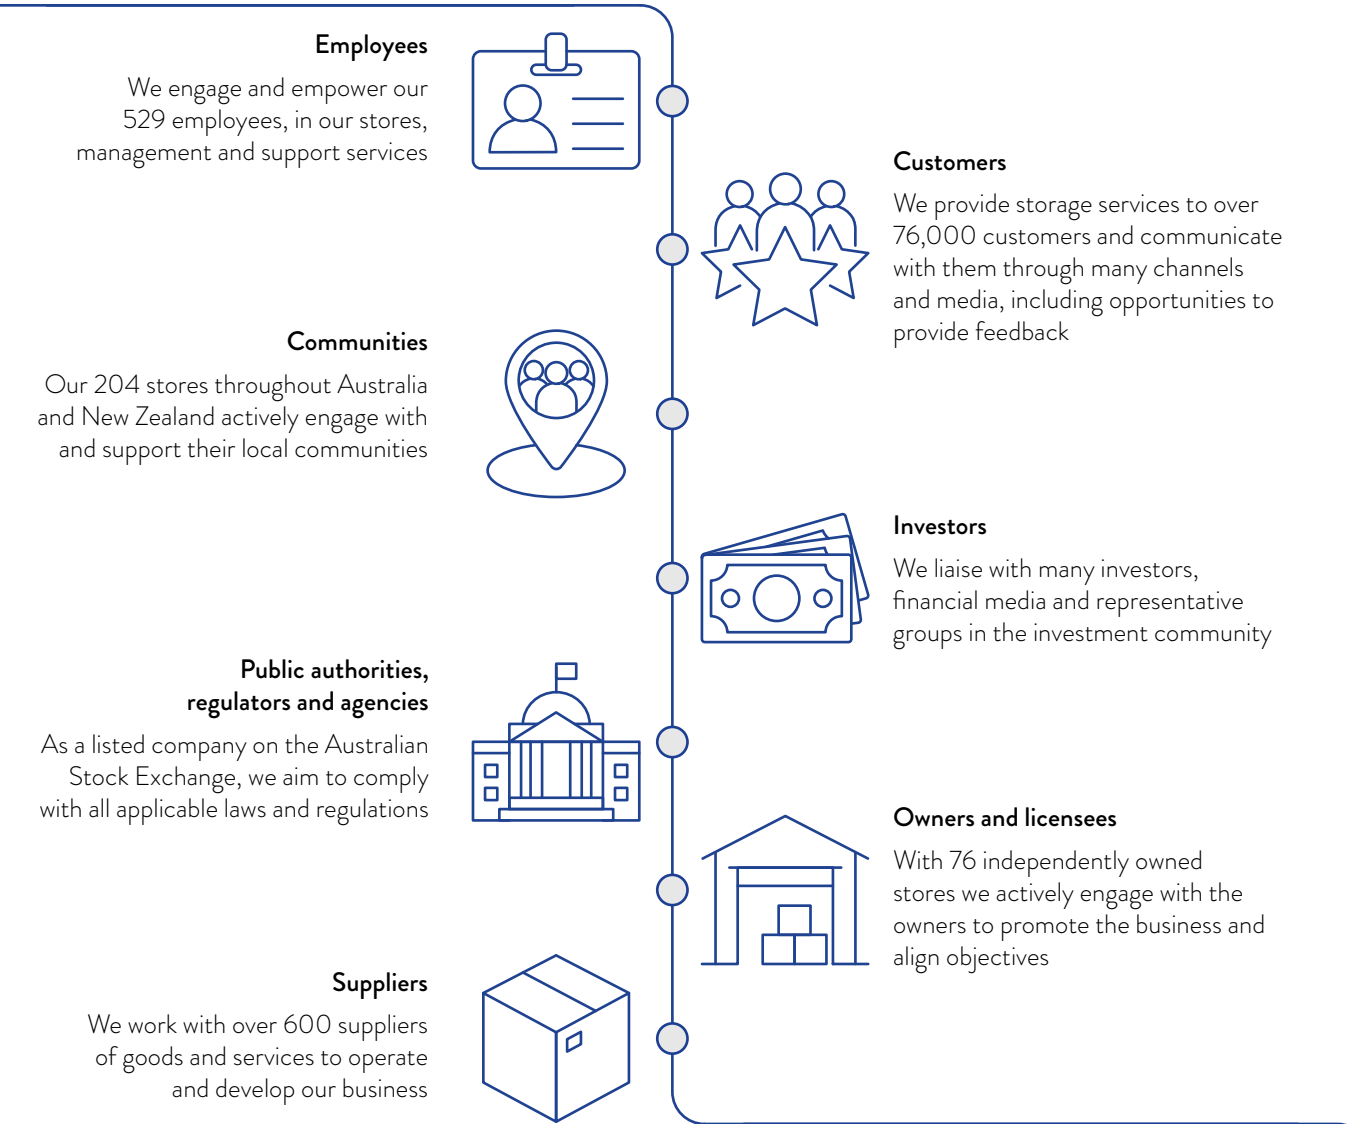 Employees
We engage and empower our
529 employees, in our stores,
management and support services
Customers
We provide storage services to over
76,000 customers and communicate
with them through many channels
and media, including opportunities to
provide feedback
Communities
Our 204 stores throughout Australia
and New Zealand actively engage with
and support their local communities
Investors
We liaise with many investors,
financial media and representative
groups in the investment community
Public authorities,
regulators and agencies
As a listed company on the Australian
Stock Exchange, we aim to comply
with all applicable laws and regulations
Owners and licensees
With 76 independently owned
stores we actively engage with the
owners to promote the business and
align objectives
Suppliers
We work with over 600 suppliers
of goods and services to operate
and develop our business